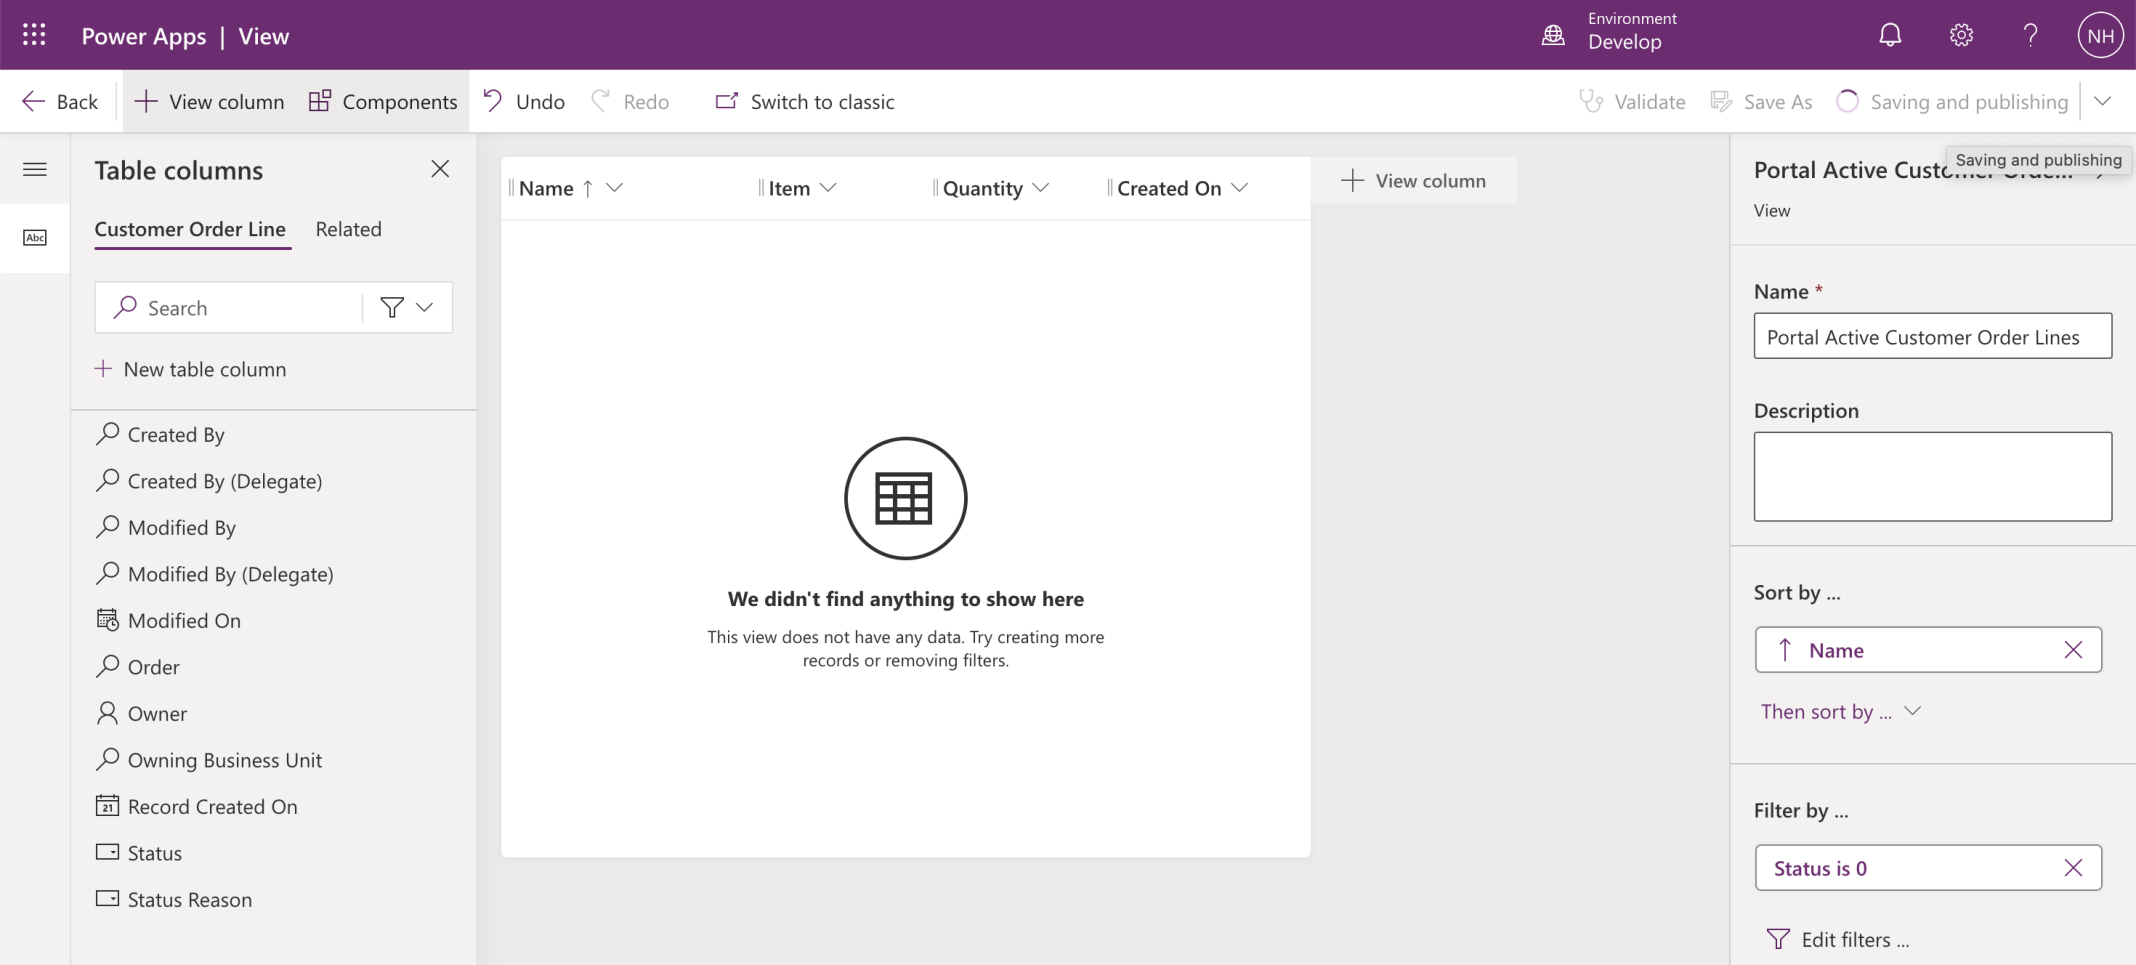 Power Apps | View
Environment
Develop
NH
Back
View column
Components
Undo
Redo
Switch to classic
Validate
Save As
Saving and publishing
Table columns
Customer Order Line
Related
Search
New table column
Created By
Created By (Delegate)
Modified By
Modified By (Delegate)
Modified On
Order
Owner
Owning Business Unit
Record Created On
Status
Status Reason
Abc
21
Name
Item
Quantity
Created On
View column
We didn't find anything to show here
This view does not have any data. Try creating more
records or removing filters.
Saving and publishing
Portal Active Customer Orde...
View
Name *
Portal Active Customer Order Lines
Description
Sort by ...
Name
Then sort by ...
Filter by ...
Status is 0
Edit filters ...